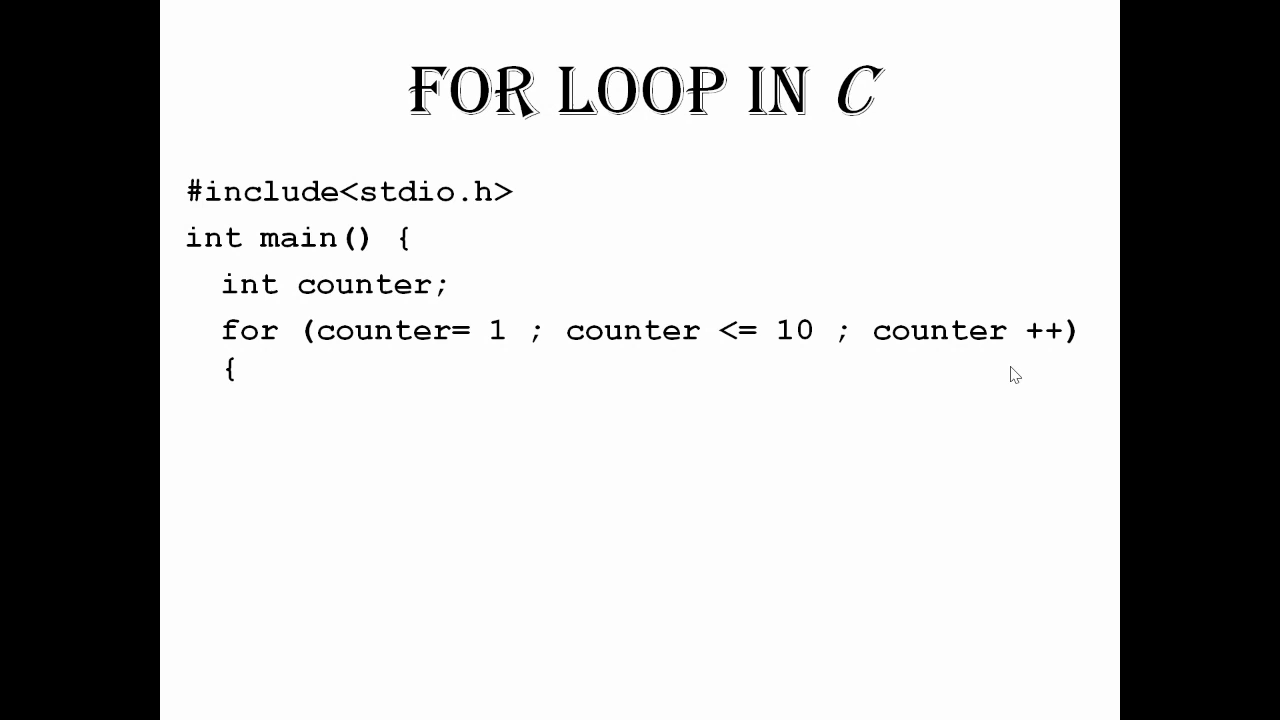 FOR LOOP IN C
#include<stdio.h>
int main() {
int counter;
for (counter= 1 ; counter <= 10 ; counter ++)
{